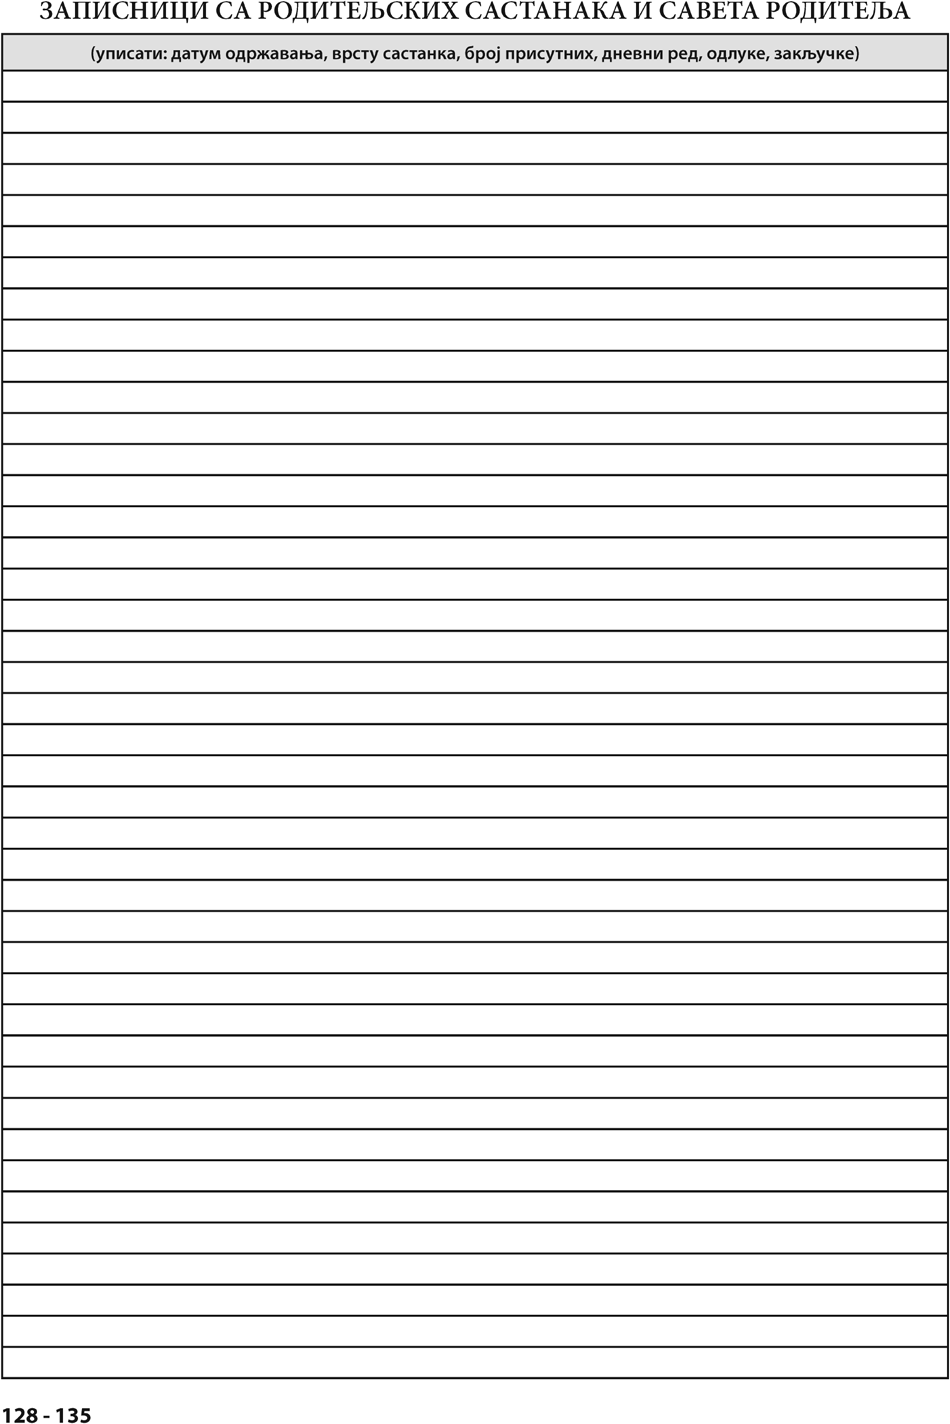 ЗАПИСНИЦИ СА РОДИТЕЉСКИХ САСТАНАКА И САВЕТА РОДИТЕЉА
(уписати: датум одржавања, врсту састанка, број присутних, дневни ред, одлуке, закључке)
128 - 135